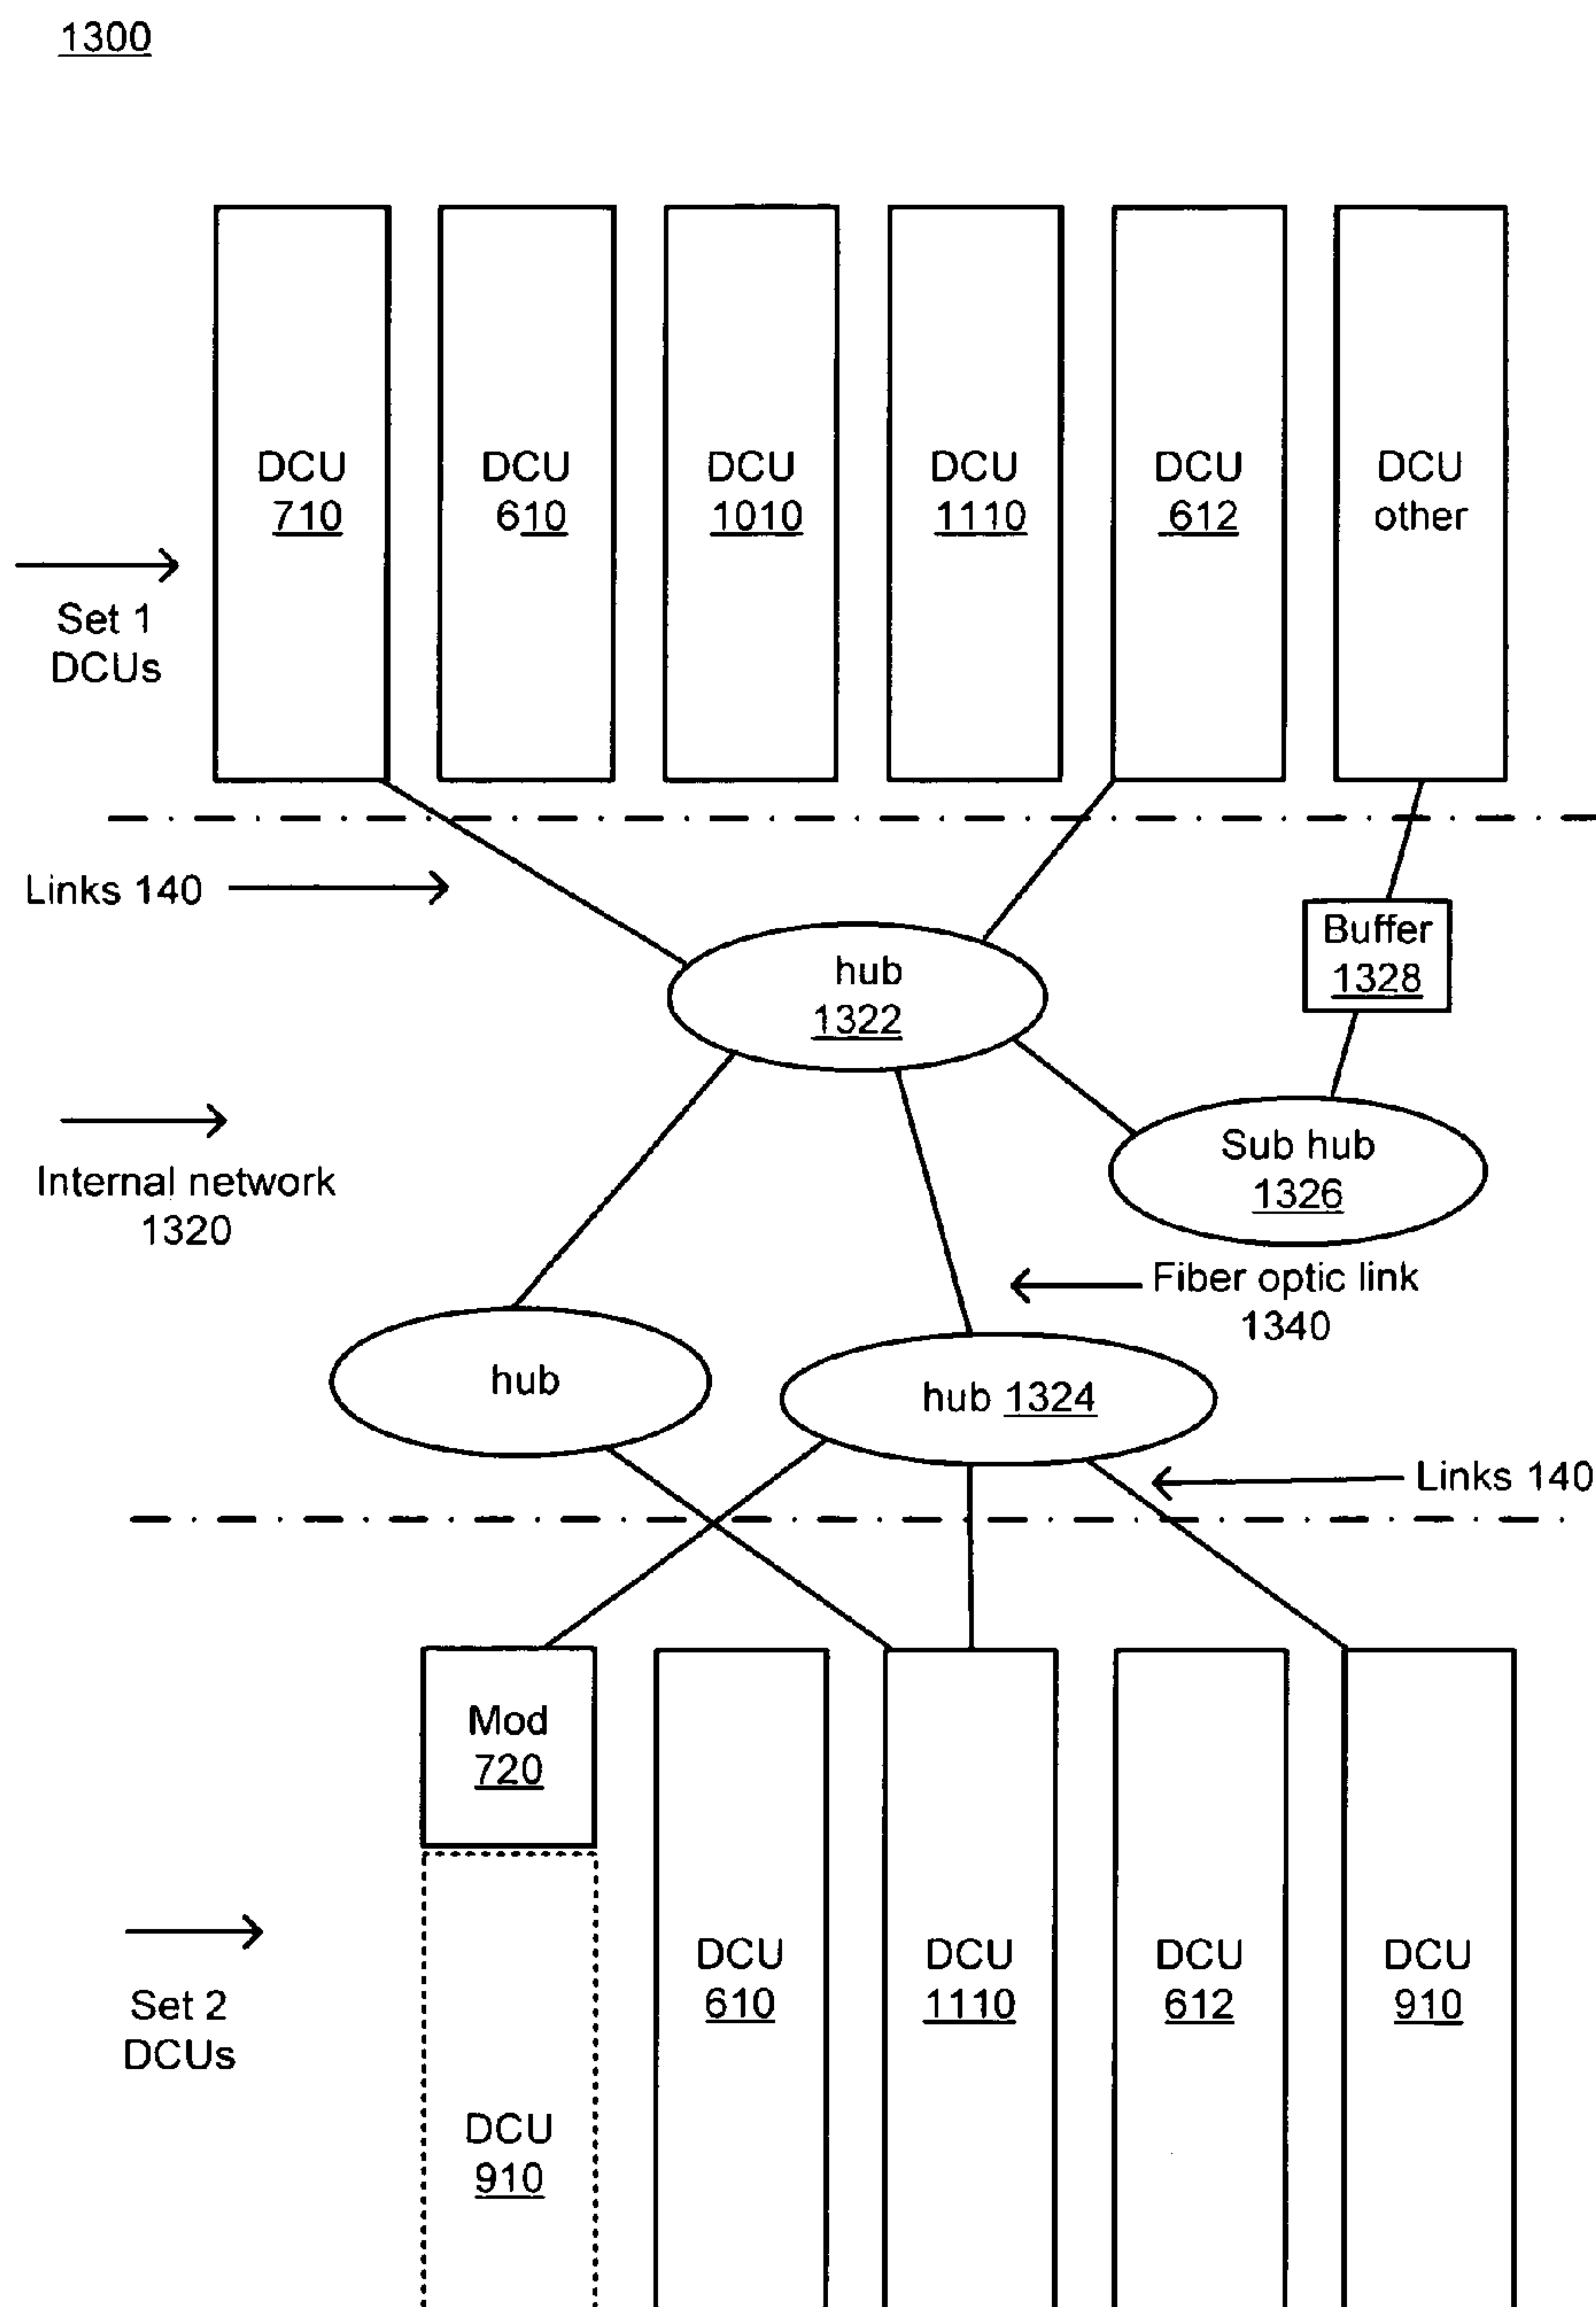 1300
DCU
710
DCU
610
DCU
1010
DCU
1110
DCU
612
DCU
other
Set 1
DCUs
Links 140
hub
1322
Buffer
1328
Internal network
1320
Sub hub
1326
Fiber optic link
1340
hub
hub 1324
Links 140
Mod
720
Set 2
DCUs
DCU
910
DCU
610
DCU
1110
DCU
612
DCU
910